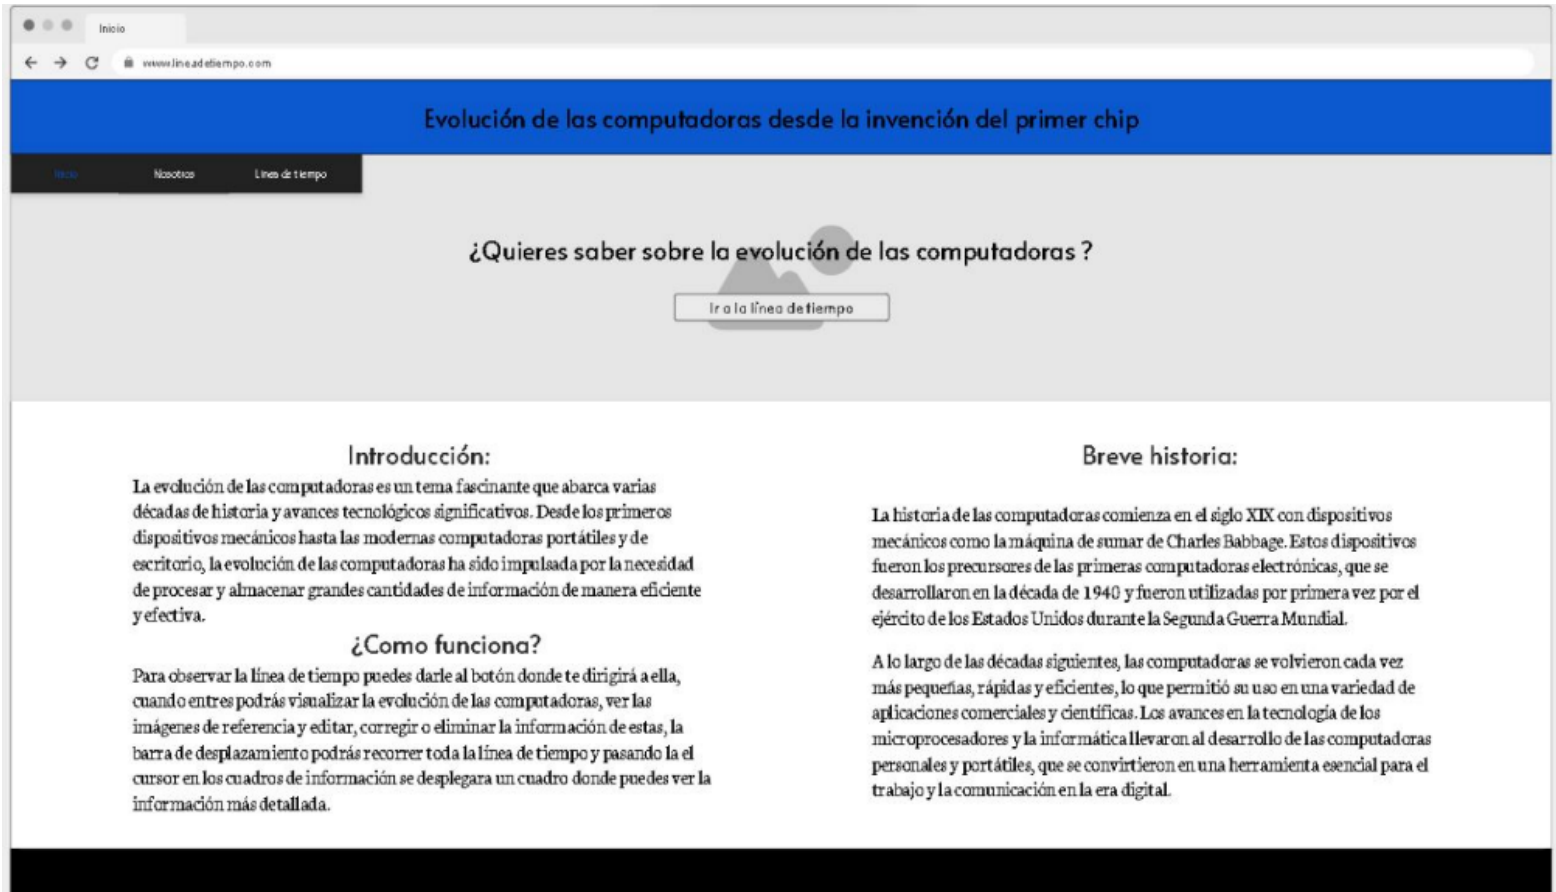 Inicio
www.lineadetiempo.com
Evolución de las computadoras desde la invención del primer chip
Inicio Nosotros Linea de tiempo
¿Quieres saber sobre la evolución de las computadoras ?
Ir a la línea de tiempo
Introducción:
La evolución de las computadoras es un tema fascinante que abarca varias
décadas de historia y avances tecnológicos significativos. Desde los primeros
dispositivos mecánicos hasta las modernas computadoras portátiles y de
escritorio, la evolución de las computadoras ha sido impulsada por la necesidad
de procesar y almacenar grandes cantidades de información de manera eficiente
y efectiva.
¿Como funciona?
Para observar la línea de tiempo puedes darle al botón donde te dirigirá a ella,
cuando entres podrás visualizar la evolución de las computadoras, ver las
imágenes de referencia y editar, corregir o eliminar la información de estas, la
barra de desplazamiento podrás recorrer toda la línea de tiempo y pasando la el
cursor en los cuadros de información se desplegara un cuadro donde puedes ver la
información más detallada.
Breve historia:
La historia de las computadoras comienza en el siglo XIX con dispositivos
mecánicos como la máquina de sumar de Charles Babbage. Estos dispositivos
fueron los precursores de las primeras computadoras electrónicas, que se
desarrollaron en la década de 1940 y fueron utilizadas por primera vez por el
ejército de los Estados Unidos durante la Segunda Guerra Mundial.
A lo largo de las décadas siguientes, las computadoras se volvieron cada vez
más pequeñas, rápidas y eficientes, lo que permitió su uso en una variedad de
aplicaciones comerciales y científicas. Los avances en la tecnología de los
microprocesadores y la informática llevaron al desarrollo de las computadoras
personales y portátiles, que se convirtieron en una herramienta esencial para el
trabajo y la comunicación en la era digital.